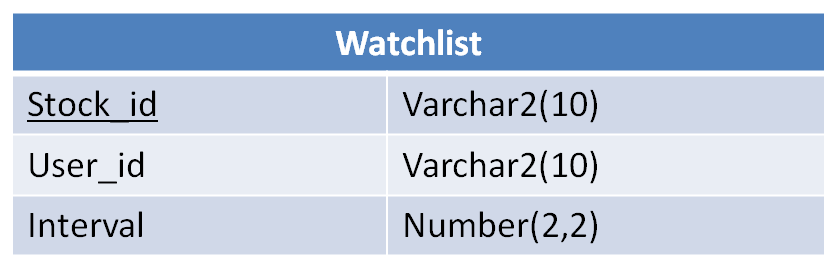 Watchlist
Stock_id Varchar2(10)
User_id Varchar2(10)
Interval Number(2,2)